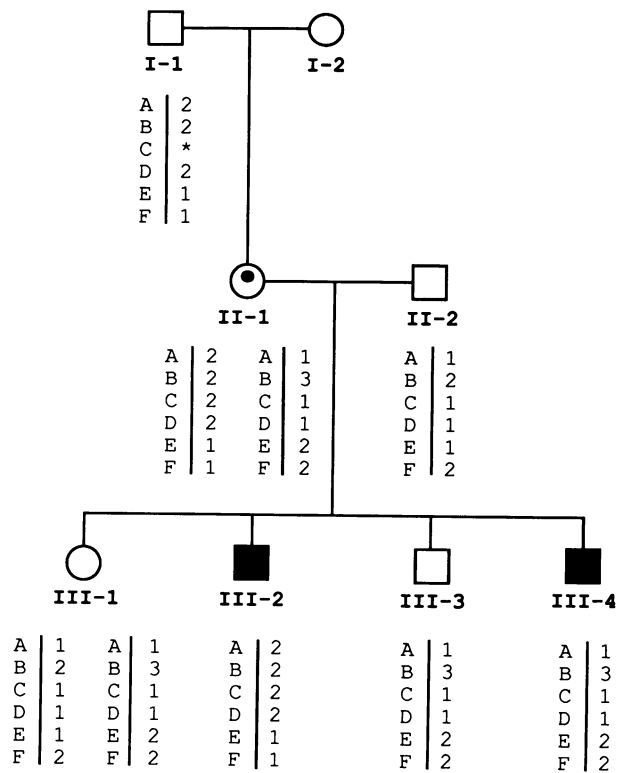 I-1 I-2
A 2
B 2
C *
D 2
E 1
F 1
II-1 II-2
A 2 A 1 A 1
B 2 B 3 B 2
C 2 C 1 C 1
D 2 D 1 D 1
E 1 E 2 E 1
F 1 F 2 F 2
III-1 III-2 III-3 III-4
A 1 A 1 A 2 A 1 A 1
B 2 B 3 B 2 B 3 B 3
C 1 C 1 C 2 C 1 C 1
D 1 D 1 D 2 D 1 D 1
E 1 E 2 E 1 E 2 E 2
F 2 F 2 F 1 F 2 F 2